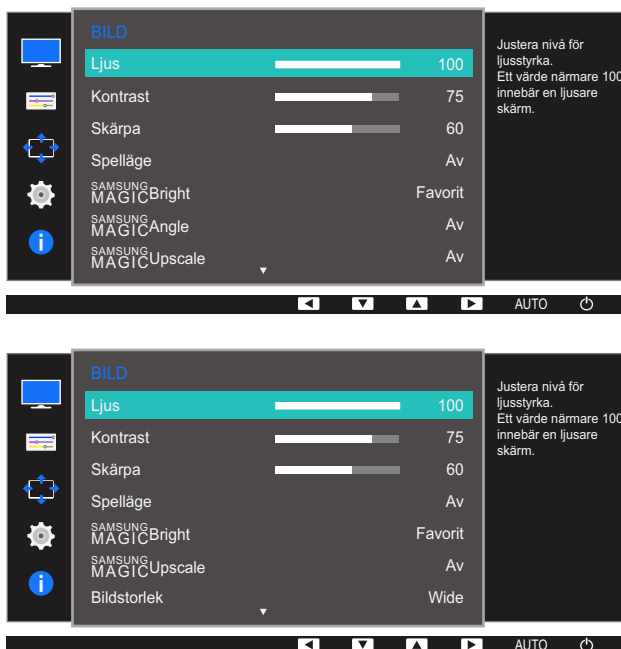 BILD
Ljus 100
Kontrast 75
Skärpa 60
Spelläge Av
SAMSUNG
MAGICBright Favorit
SAMSUNG
MAGICAngle Av
SAMSUNG
MAGICUpscale Av
Justera nivå för
ljusstyrka.
Ett värde närmare 100
innebär en ljusare
skärm.
AUTO
BILD
Ljus 100
Kontrast 75
Skärpa 60
Spelläge Av
SAMSUNG
MAGICBright Favorit
SAMSUNG
MAGICUpscale Av
Bildstorlek Wide
Justera nivå för
ljusstyrka.
Ett värde närmare 100
innebär en ljusare
skärm.
AUTO